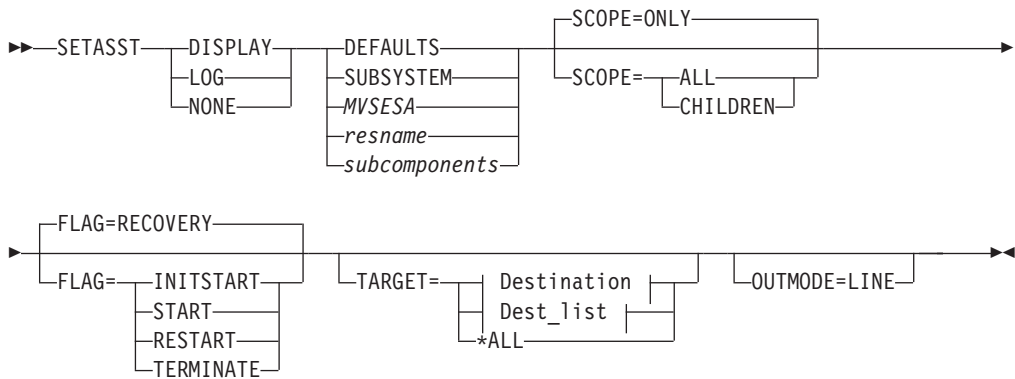 SCOPE=ONLY
SETASST DISPLAY DEFAULTS SCOPE= ALL
LOG SUBSYSTEM CHILDREN
NONE MVSESA
resname
subcomponents
FLAG=RECOVERY
FLAG= INITSTART TARGET= Destination OUTMODE=LINE
START Dest_list
RESTART *ALL
TERMINATE